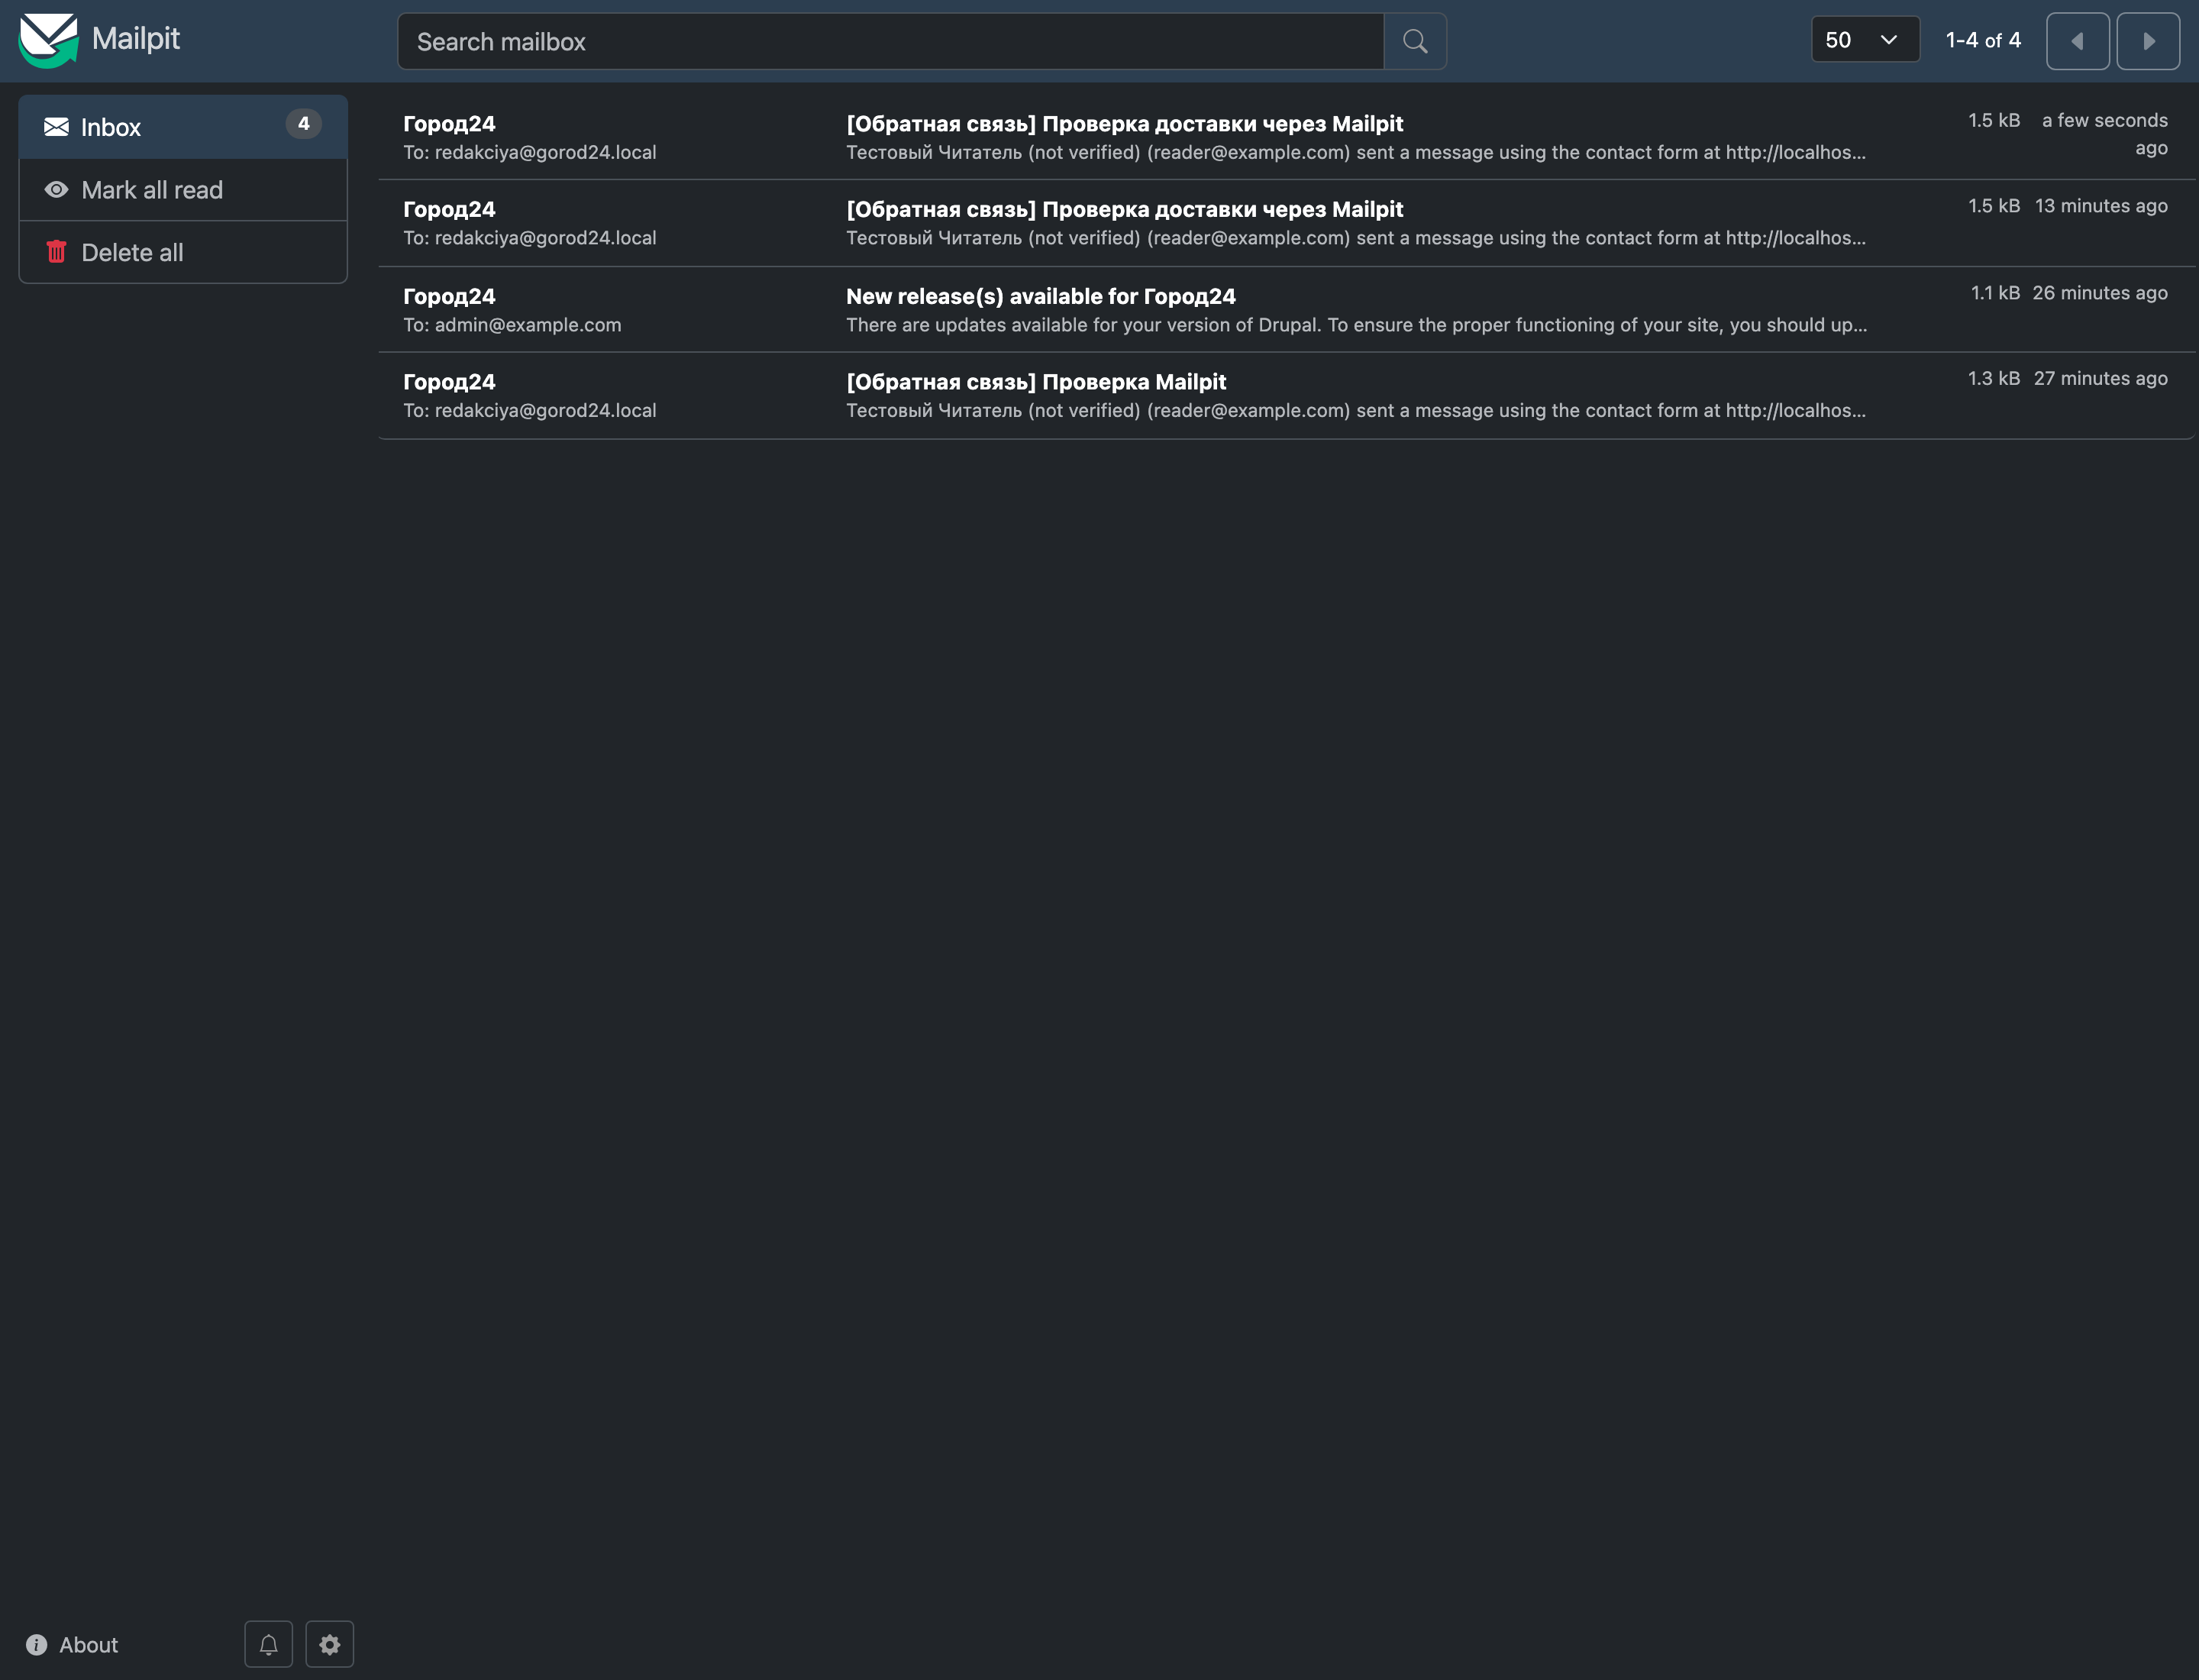 Mailpit
Search mailbox
50
1-4 of 4
Inbox
4
Mark all read
Delete all
Город24
To: redakciya@gorod24.local
[Обратная связь] Проверка доставки через Mailpit
Тестовый Читатель (not verified) (reader@example.com) sent a message using the contact form at http://localhos...
1.5 kB
a few seconds
ago
Город24
To: redakciya@gorod24.local
[Обратная связь] Проверка доставки через Mailpit
Тестовый Читатель (not verified) (reader@example.com) sent a message using the contact form at http://localhos...
1.5 kB
13 minutes ago
Город24
To: admin@example.com
New release(s) available for Город24
There are updates available for your version of Drupal. To ensure the proper functioning of your site, you should up...
1.1 kB
26 minutes ago
Город24
To: redakciya@gorod24.local
[Обратная связь] Проверка Mailpit
Тестовый Читатель (not verified) (reader@example.com) sent a message using the contact form at http://localhos...
1.3 kB
27 minutes ago
About